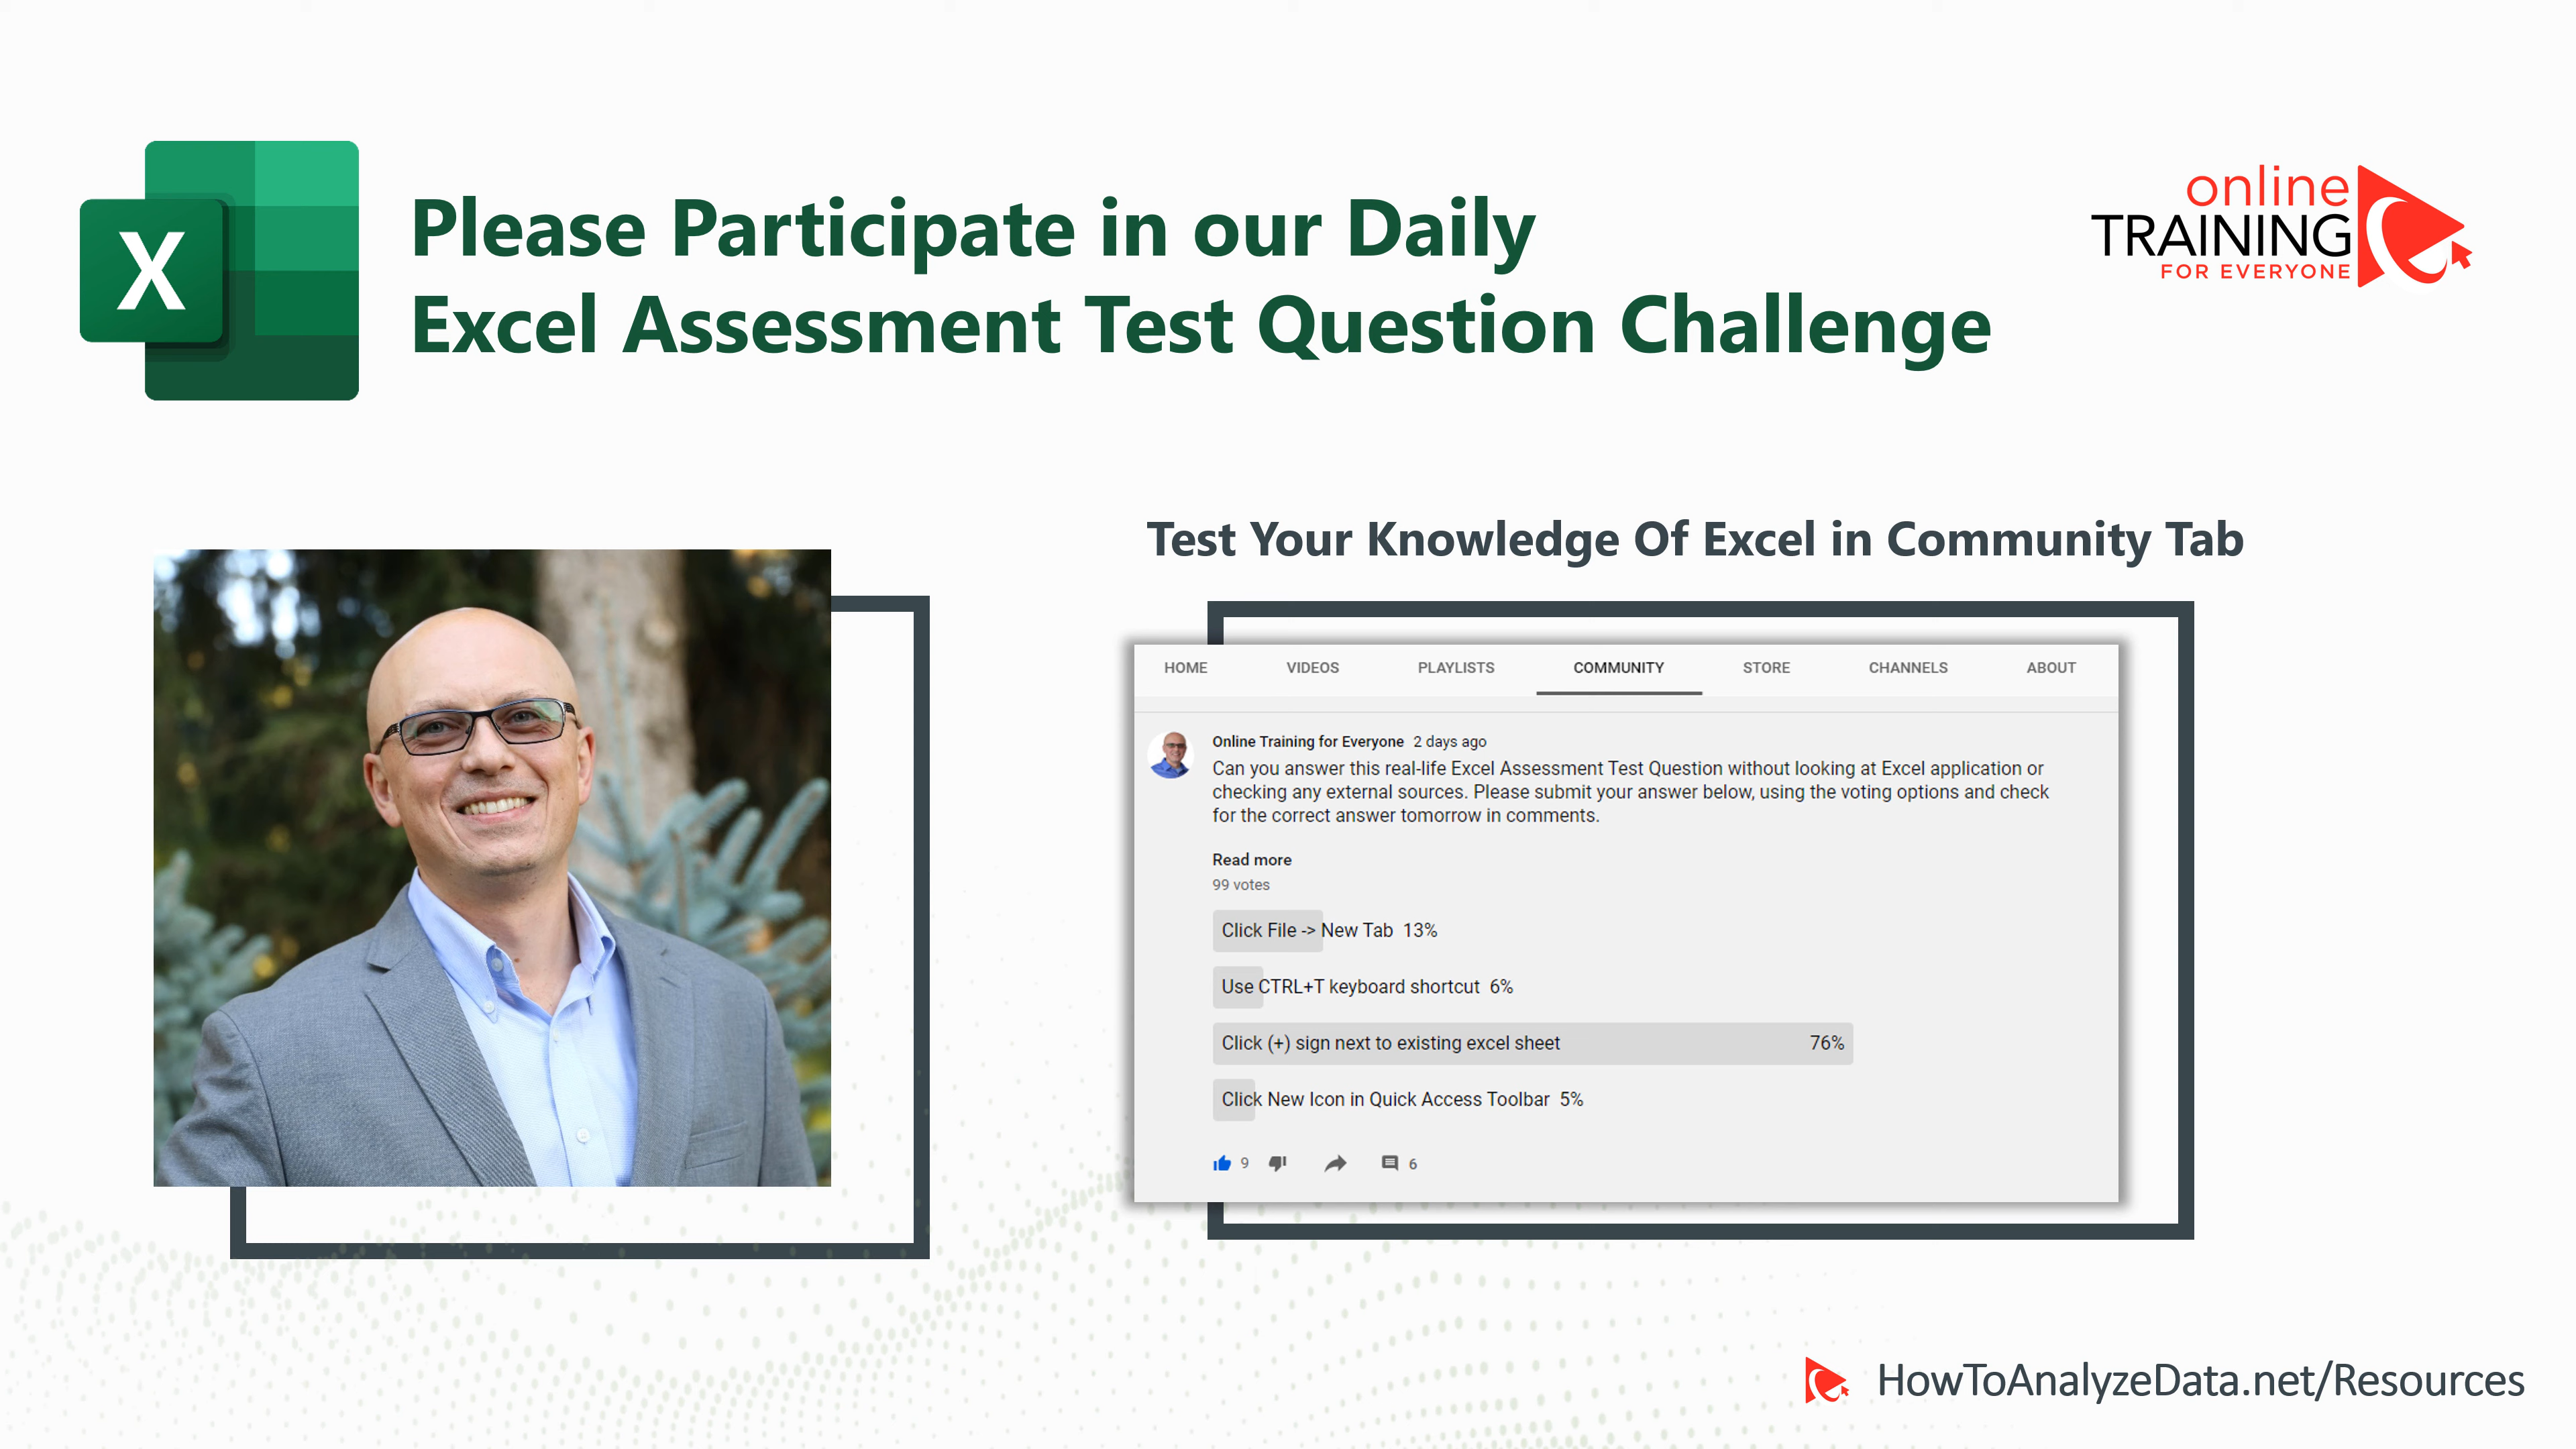 X
Please Participate in our Daily
Excel Assessment Test Question Challenge
online
TRAINING
FOR EVERYONE
Test Your Knowledge Of Excel in Community Tab
HOME VIDEOS PLAYLISTS COMMUNITY STORE CHANNELS ABOUT
Online Training for Everyone 2 days ago
Can you answer this real-life Excel Assessment Test Question without looking at Excel application or
checking any external sources. Please submit your answer below, using the voting options and check
for the correct answer tomorrow in comments.
Read more
99 votes
Click File -> New Tab 13%
Use CTRL+T keyboard shortcut 6%
Click (+) sign next to existing excel sheet 76%
Click New Icon in Quick Access Toolbar 5%
9 6
HowToAnalyzeData.net/Resources